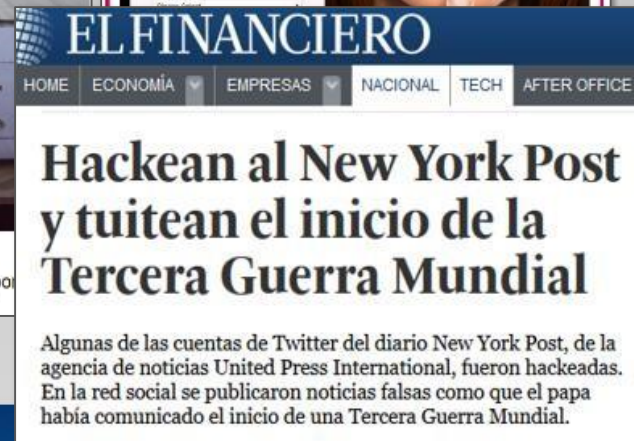 EL FINANCIERO
HOME ECONOMÍA EMPRESAS NACIONAL TECH AFTER OFFICE
Hackean al New York Post
y tuitean el inicio de la
Tercera Guerra Mundial
Algunas de las cuentas de Twitter del diario New York Post, de la
agencia de noticias United Press International, fueron hackeadas.
En la red social se publicaron noticias falsas como que el papa
había comunicado el inicio de una Tercera Guerra Mundial.